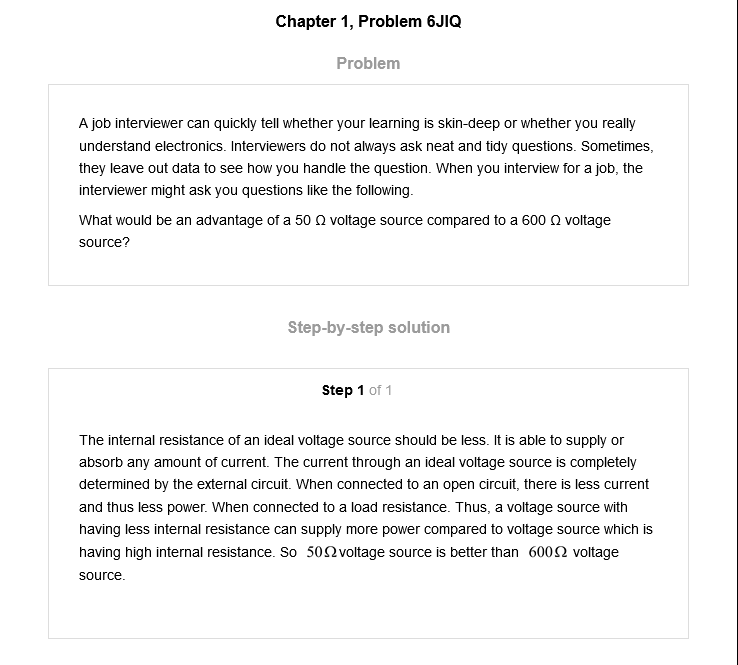 Chapter 1, Problem 6JIQ
Problem
A job interviewer can quickly tell whether your learning is skin-deep or whether you really
understand electronics. Interviewers do not always ask neat and tidy questions. Sometimes,
they leave out data to see how you handle the question. When you interview for a job, the
interviewer might ask you questions like the following.
What would be an advantage of a 50 Ω voltage source compared to a 600 Ω voltage
source?
Step-by-step solution
Step 1 of 1
The internal resistance of an ideal voltage source should be less. It is able to supply or
absorb any amount of current. The current through an ideal voltage source is completely
determined by the external circuit. When connected to an open circuit, there is less current
and thus less power. When connected to a load resistance. Thus, a voltage source with
having less internal resistance can supply more power compared to voltage source which is
having high internal resistance. So 50Ω voltage source is better than 600Ω voltage
source.